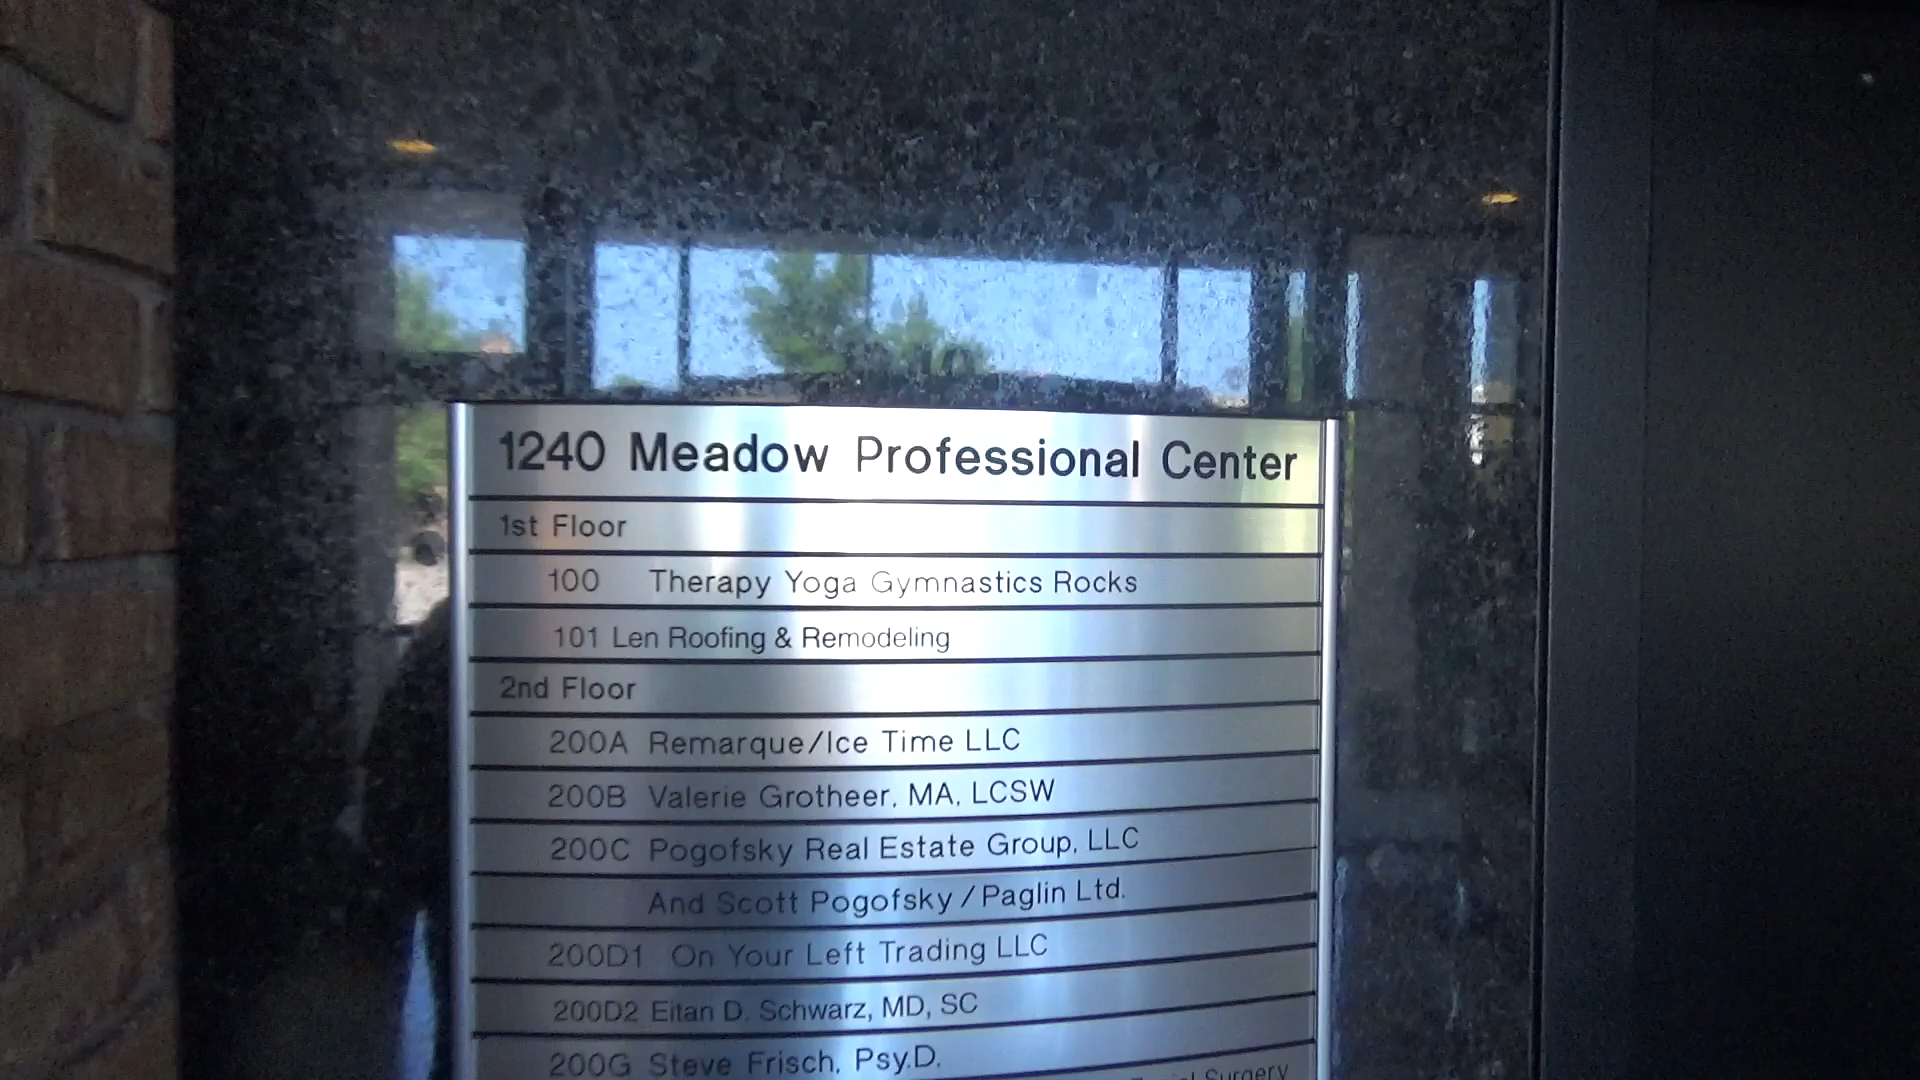 1240 Meadow Professional Center
1st Floor
100 Therapy Yoga Gymnastics Rocks
101 Len Roofing & Remodeling
2nd Floor
200A Remarque/Ice Time LLC
200B Valerie Grotheer, MA, LCSW
200C Pogofsky Real Estate Group, LLC
And Scott Pogofsky/Paglin Ltd.
200D1 On Your Left Trading LLC
200D2 Eitan D. Schwarz, MD, SC
200G Steve Frisch, Psy.D.
Surgery